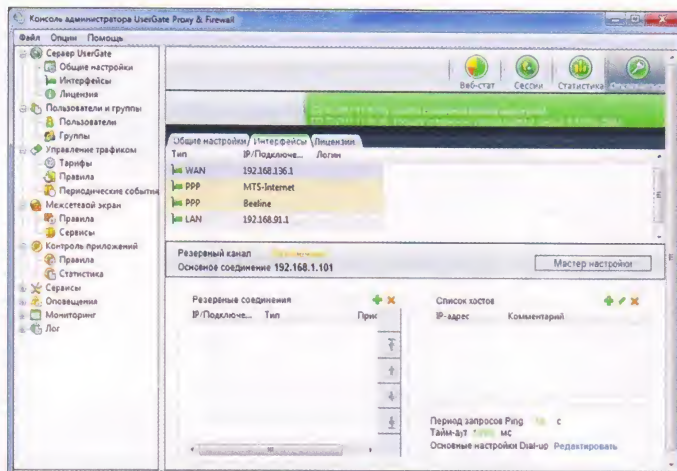 Консоль администратора UserGate Proxy & Firewall
Файл Опции Помощь
Сервер UserGate
Общие настройки
Интерфейсы
Лицензия
Пользователи и группы
Пользователи
Группы
Управление трафиком
Тарифы
Правила
Периодические события
Межсетевой экран
Правила
Сервисы
Контроль приложений
Правила
Статистика
Сервисы
Оповещения
Мониторинг
Лог
Веб-стат Сессии Статистика Отключиться
Общие настройки Интерфейсы Лицензии
Тип IP/Подключе... Логин
WAN 192.168.136.1
PPP MTS-Internet
PPP Beeline
LAN 192.168.91.1
Резервный канал
Основное соединение 192.168.1.101
Мастер настройки
Резервные соединения
IP/Подключе... Тип Приo
Список хостов
IP-адрес Комментарий
Период запросов Ping с
Тайм-аут мс
Основные настройки Dial-up Редактировать